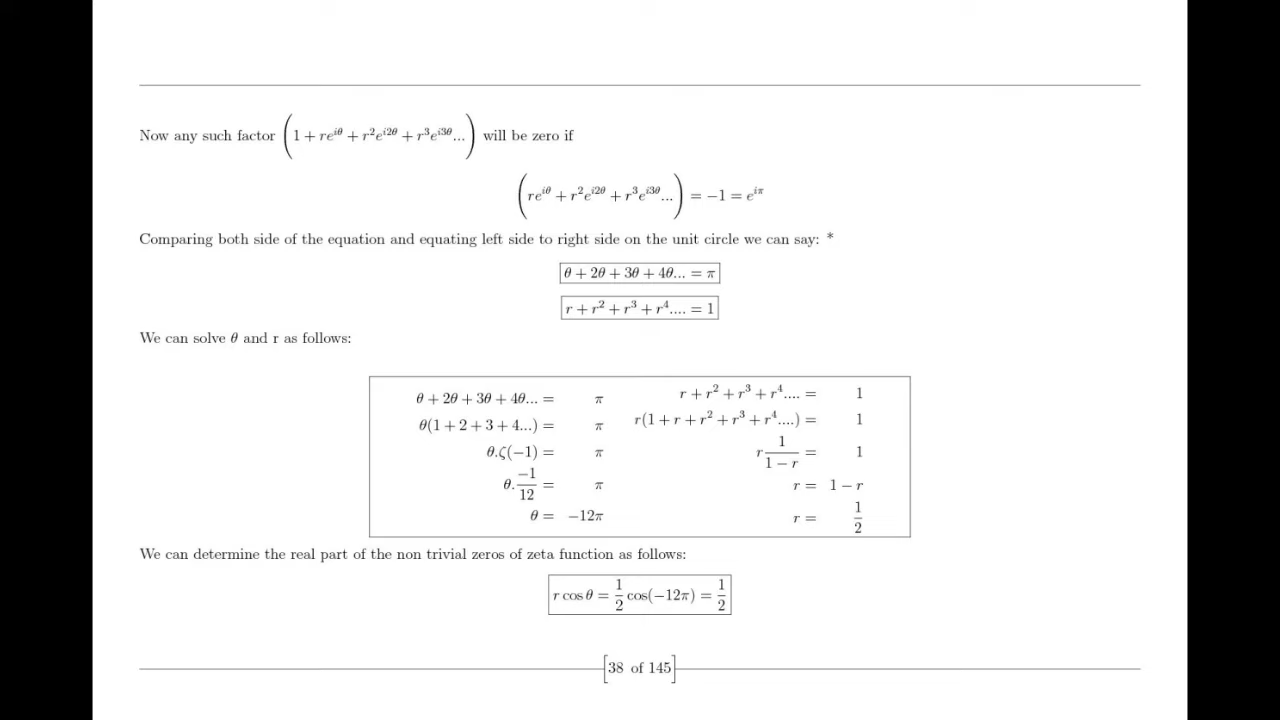 Now any such factor (1 + re^{iθ} + r^2e^{i2θ} + r^3e^{i3θ}...) will be zero if
(re^{iθ} + r^2e^{i2θ} + r^3e^{i3θ}...) = −1 = e^{iπ}
Comparing both side of the equation and equating left side to right side on the unit circle we can say: *
θ + 2θ + 3θ + 4θ... = π
r + r^2 + r^3 + r^4.... = 1
We can solve θ and r as follows:
θ + 2θ + 3θ + 4θ... = π
θ(1 + 2 + 3 + 4...) = π
θ.ζ(−1) = π
θ.\frac{−1}{12} = π
θ = −12π
r + r^2 + r^3 + r^4.... = 1
r(1 + r + r^2 + r^3 + r^4....) = 1
r\frac{1}{1 − r} = 1
r = 1 − r
r = \frac{1}{2}
We can determine the real part of the non trivial zeros of zeta function as follows:
r cos θ = \frac{1}{2} cos(−12π) = \frac{1}{2}
[38 of 145]